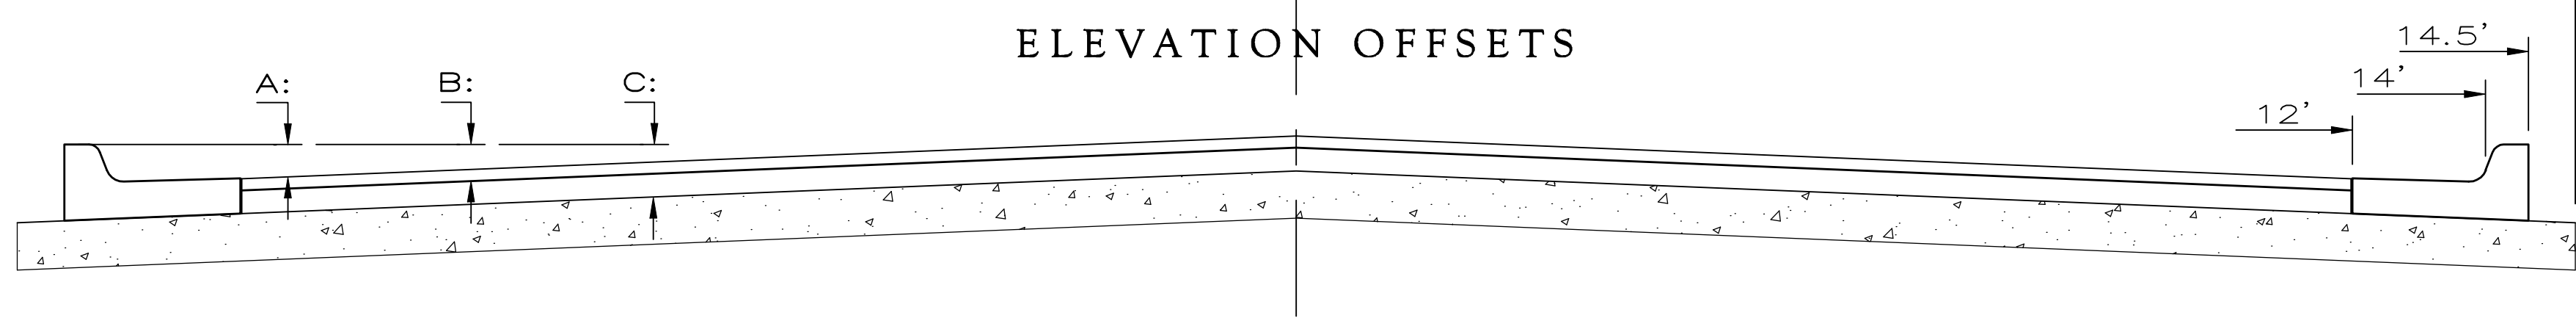 ELEVATION OFFSETS
14.5’
14’
12’
A:
B:
C: